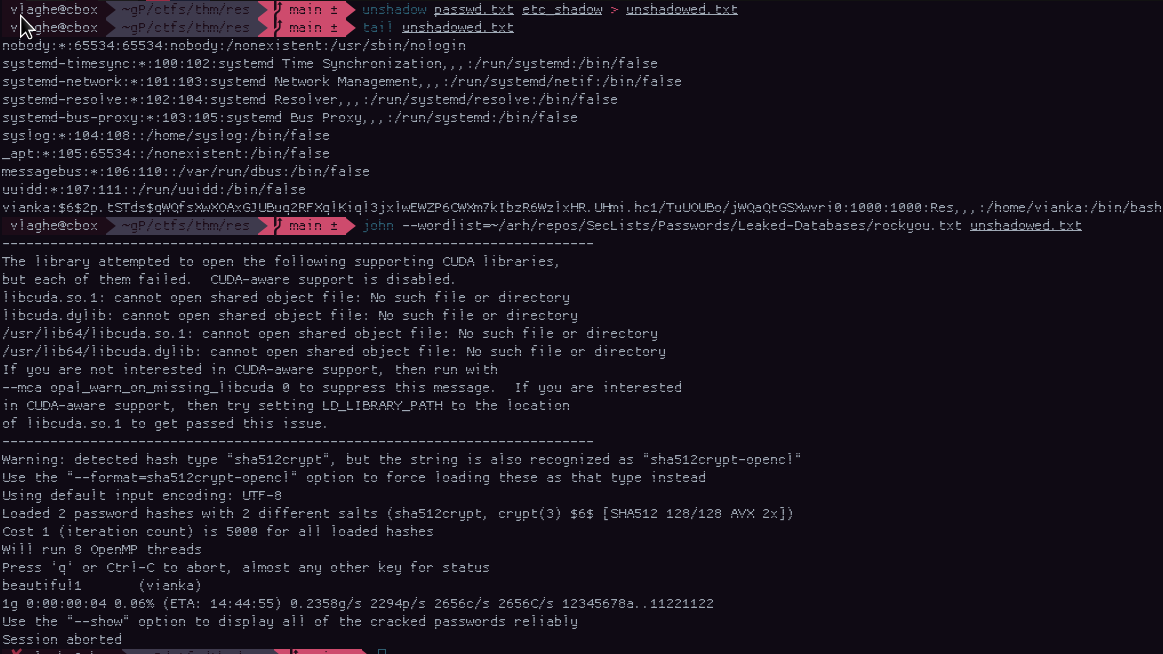 vlaghe@cbox ~gP/ctfs/thm/res main ± unshadow passwd.txt etc_shadow > unshadowed.txt
vlaghe@cbox ~gP/ctfs/thm/res main ± tail unshadowed.txt
nobody:*:65534:65534:nobody:/nonexistent:/usr/sbin/nologin
systemd-timesync:*:100:102:systemd Time Synchronization,,,:/run/systemd:/bin/false
systemd-network:*:101:103:systemd Network Management,,,:/run/systemd/netif:/bin/false
systemd-resolve:*:102:104:systemd Resolver,,,:/run/systemd/resolve:/bin/false
systemd-bus-proxy:*:103:105:systemd Bus Proxy,,,:/run/systemd:/bin/false
syslog:*:104:108::/home/syslog:/bin/false
_apt:*:105:65534::/nonexistent:/bin/false
messagebus:*:106:110::/var/run/dbus:/bin/false
uuidd:*:107:111::/run/uuidd:/bin/false
vlaghe@cbox ~gP/ctfs/thm/res main ± john --wordlist=~/arh/repos/SecLists/Passwords/Leaked-Databases/rockyou.txt unshadowed.txt
--------------------------------------------------------------------------
The library attempted to open the following supporting CUDA libraries,
but each of them failed.  CUDA-aware support is disabled.
libcuda.so.1: cannot open shared object file: No such file or directory
libcuda.dylib: cannot open shared object file: No such file or directory
/usr/lib64/libcuda.so.1: cannot open shared object file: No such file or directory
/usr/lib64/libcuda.dylib: cannot open shared object file: No such file or directory
If you are not interested in CUDA-aware support, then run with
--mca opal_warn_on_missing_libcuda 0 to suppress this message.  If you are interested
in CUDA-aware support, then try setting LD_LIBRARY_PATH to the location
of libcuda.so.1 to get passed this issue.
--------------------------------------------------------------------------
Warning: detected hash type "sha512crypt", but the string is also recognized as "sha512crypt-opencl"
Use the "--format=sha512crypt-opencl" option to force loading these as that type instead
Using default input encoding: UTF-8
Loaded 2 password hashes with 2 different salts (sha512crypt, crypt(3) $6$ [SHA512 128/128 AVX 2x])
Cost 1 (iteration count) is 5000 for all loaded hashes
Will run 8 OpenMP threads
Press 'q' or Ctrl-C to abort, almost any other key for status
beautiful1       (vianka)
1g 0:00:00:04 0.06% (ETA: 14:44:55) 0.2358g/s 2294p/s 2656c/s 2656C/s 12345678a..11221122
Use the "--show" option to display all of the cracked passwords reliably
Session aborted